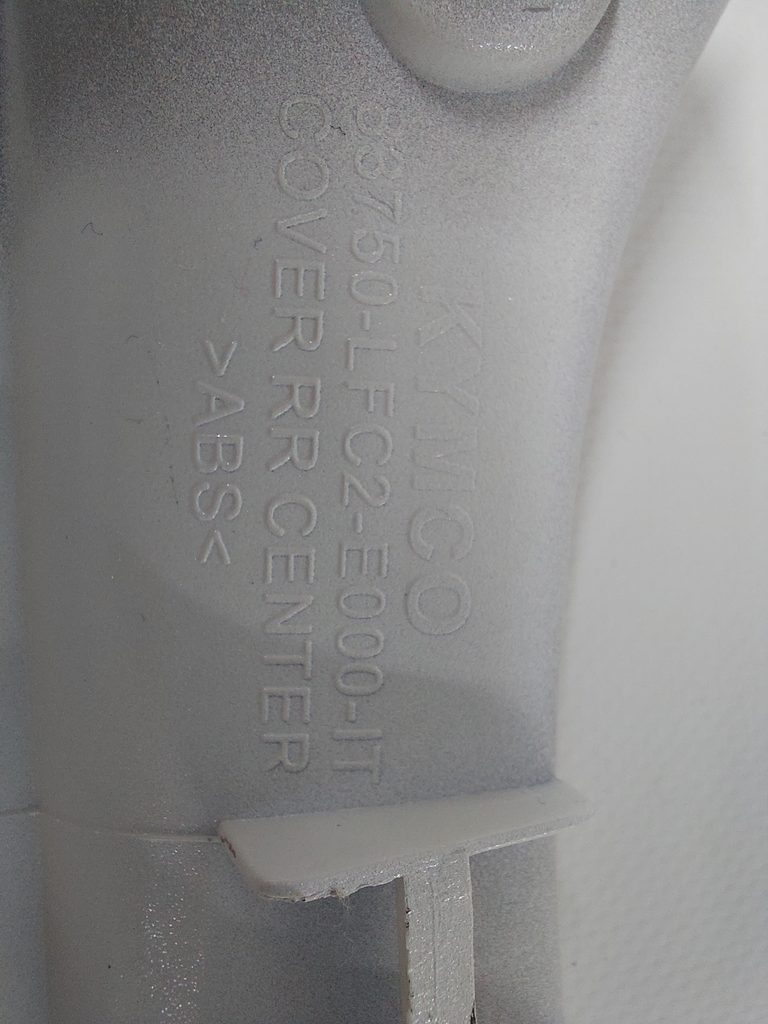 KYMCO
83750-LFC2-E000-IT
COVER RR CENTER
>ABS<